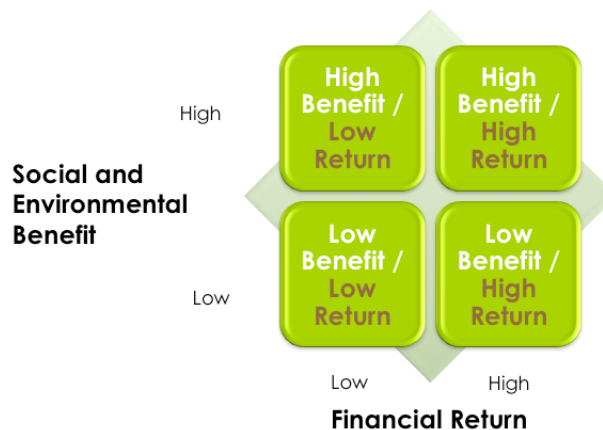 High
Benefit /
Low
Return
High
Benefit /
High
Return
High
Social and
Environmental
Benefit
Low
Benefit /
Low
Return
Low
Benefit /
High
Return
Low
Low
High
Financial Return